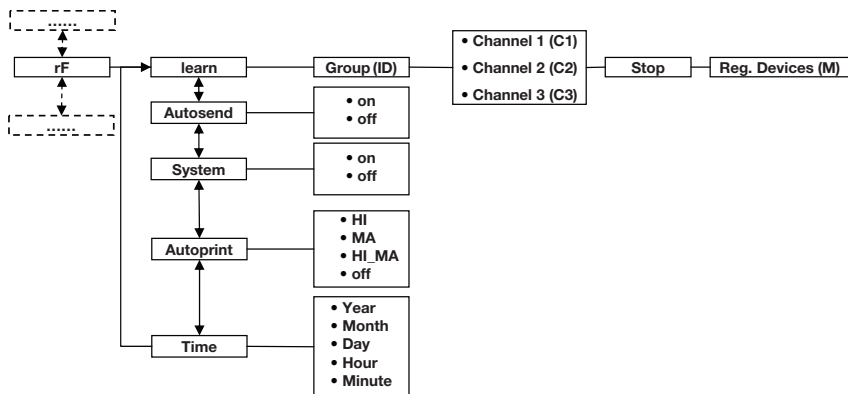 ......
rF
......
learn
Group (ID)
• Channel 1 (C1)
• Channel 2 (C2)
• Channel 3 (C3)
Stop
Reg. Devices (M)
Autosend
• on
• off
System
• on
• off
Autoprint
• HI
• MA
• HI_MA
• off
Time
• Year
• Month
• Day
• Hour
• Minute